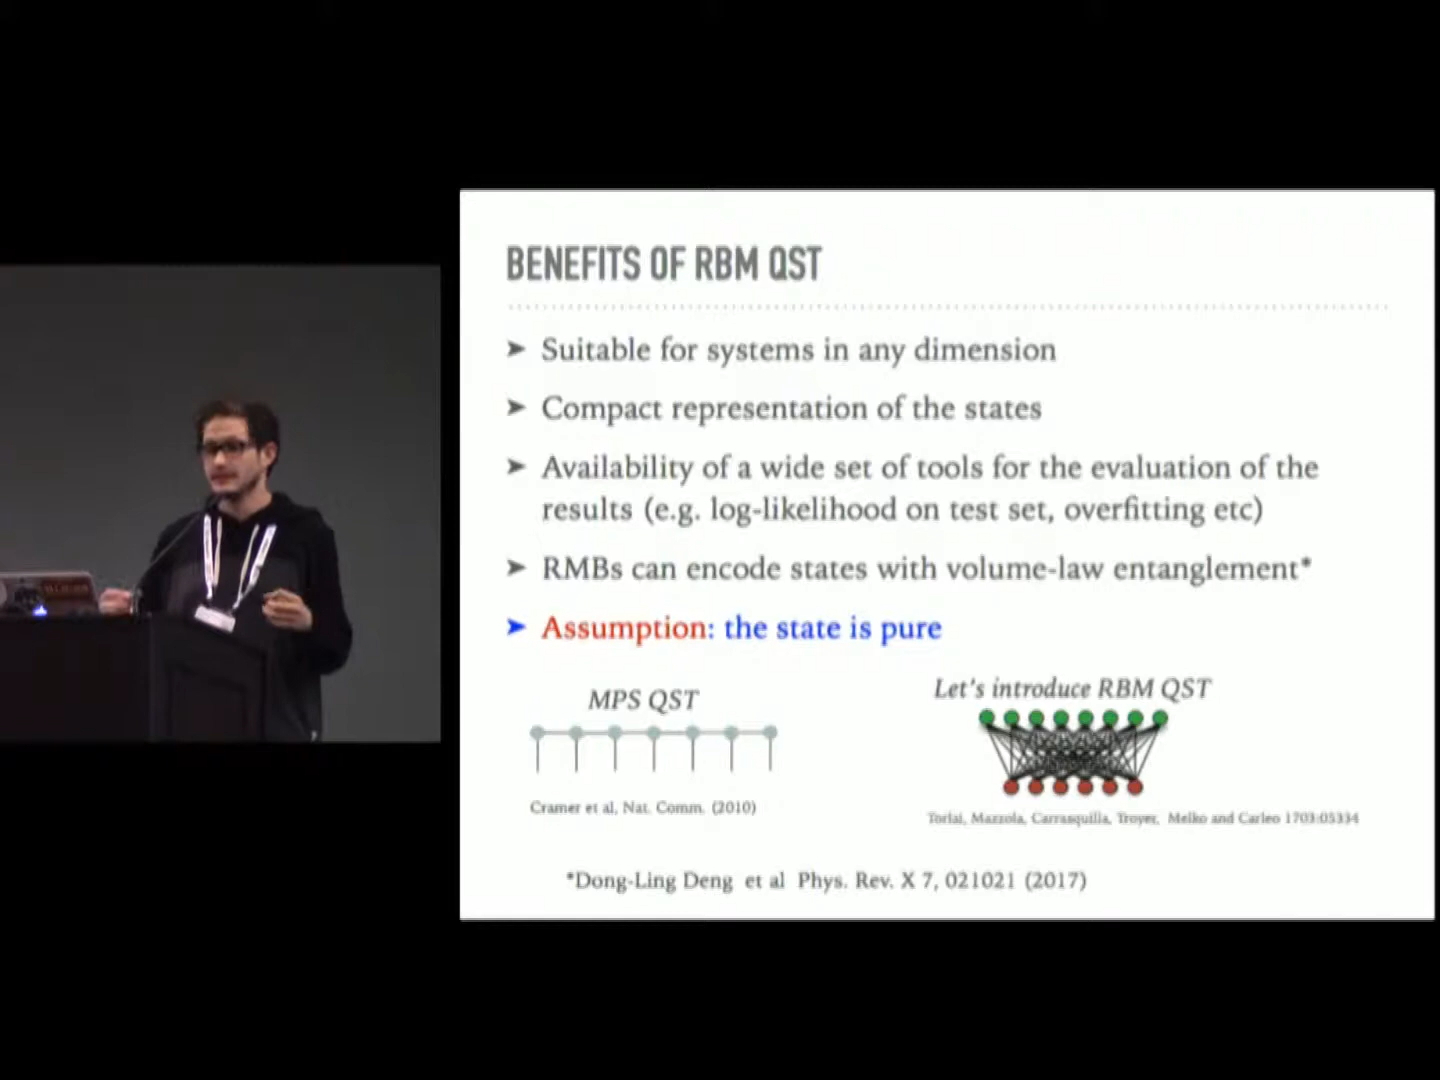 BENEFITS OF RBM QST
➤ Suitable for systems in any dimension
➤ Compact representation of the states
➤ Availability of a wide set of tools for the evaluation of the
results (e.g. log-likelihood on test set, overfitting etc)
➤ RMBs can encode states with volume-law entanglement*
➤ Assumption: the state is pure
MPS QST
Let's introduce RBM QST
Cramer et al, Nat. Comm. (2010)
Torlai, Mazzola, Carrasquilla, Troyer, Melko and Carleo 1703:05334
*Dong-Ling Deng et al Phys. Rev. X 7, 021021 (2017)